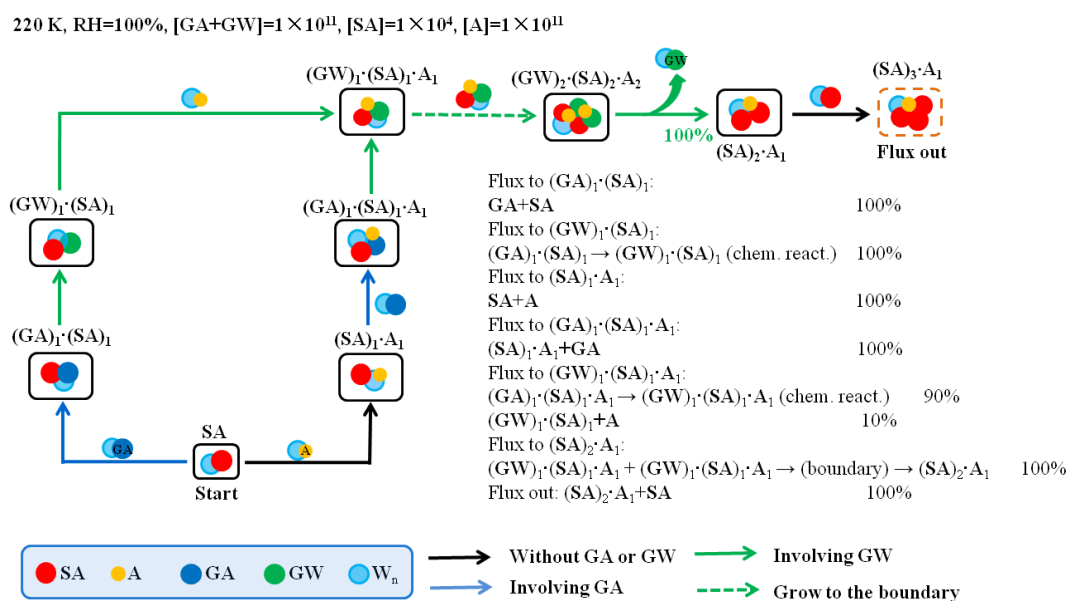 220 K, RH=100%, [GA+GW]=1×10¹¹, [SA]=1×10⁴, [A]=1×10¹¹
(GW)₁·(SA)₁·A₁
(GW)₂·(SA)₂·A₂
GW
(SA)₃·A₁
100%
(SA)₂·A₁
Flux out
(GW)₁·(SA)₁
(GA)₁·(SA)₁·A₁
(GA)₁·(SA)₁
(SA)₁·A₁
GA
SA
A
Start
Flux to (GA)₁·(SA)₁:
GA+SA 100%
Flux to (GW)₁·(SA)₁:
(GA)₁·(SA)₁→(GW)₁·(SA)₁ (chem. react.) 100%
Flux to (SA)₁·A₁:
SA+A 100%
Flux to (GA)₁·(SA)₁·A₁:
(SA)₁·A₁+GA 100%
Flux to (GW)₁·(SA)₁·A₁:
(GA)₁·(SA)₁·A₁→(GW)₁·(SA)₁·A₁ (chem. react.) 90%
(GW)₁·(SA)₁+A 10%
Flux to (SA)₂·A₁:
(GW)₁·(SA)₁·A₁ + (GW)₁·(SA)₁·A₁→(boundary)→(SA)₂·A₁ 100%
Flux out: (SA)₂·A₁+SA 100%
SA A GA GW Wₙ
Without GA or GW
Involving GW
Involving GA
Grow to the boundary